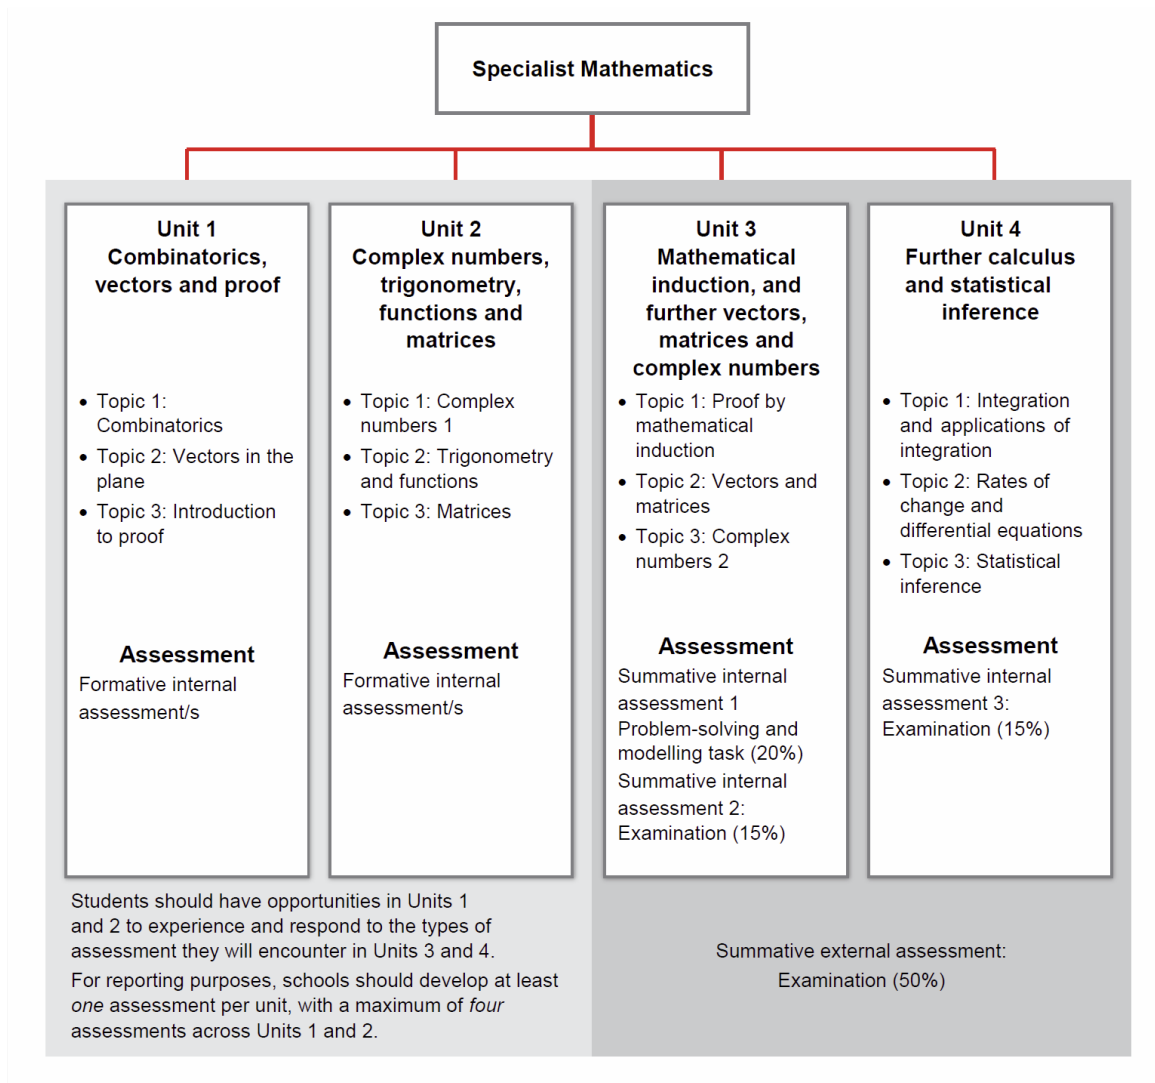 Specialist Mathematics
Unit 1
Combinatorics,
vectors and proof
• Topic 1:
Combinatorics
• Topic 2: Vectors in the
plane
• Topic 3: Introduction
to proof
Assessment
Formative internal
assessment/s
Unit 2
Complex numbers,
trigonometry,
functions and
matrices
• Topic 1: Complex
numbers 1
• Topic 2: Trigonometry
and functions
• Topic 3: Matrices
Assessment
Formative internal
assessment/s
Unit 3
Mathematical
induction, and
further vectors,
matrices and
complex numbers
• Topic 1: Proof by
mathematical
induction
• Topic 2: Vectors and
matrices
• Topic 3: Complex
numbers 2
Assessment
Summative internal
assessment 1
Problem-solving and
modelling task (20%)
Summative internal
assessment 2:
Examination (15%)
Unit 4
Further calculus
and statistical
inference
• Topic 1: Integration
and applications of
integration
• Topic 2: Rates of
change and
differential equations
• Topic 3: Statistical
inference
Assessment
Summative internal
assessment 3:
Examination (15%)
Students should have opportunities in Units 1
and 2 to experience and respond to the types of
assessment they will encounter in Units 3 and 4.
For reporting purposes, schools should develop at least
one assessment per unit, with a maximum of four
assessments across Units 1 and 2.
Summative external assessment:
Examination (50%)